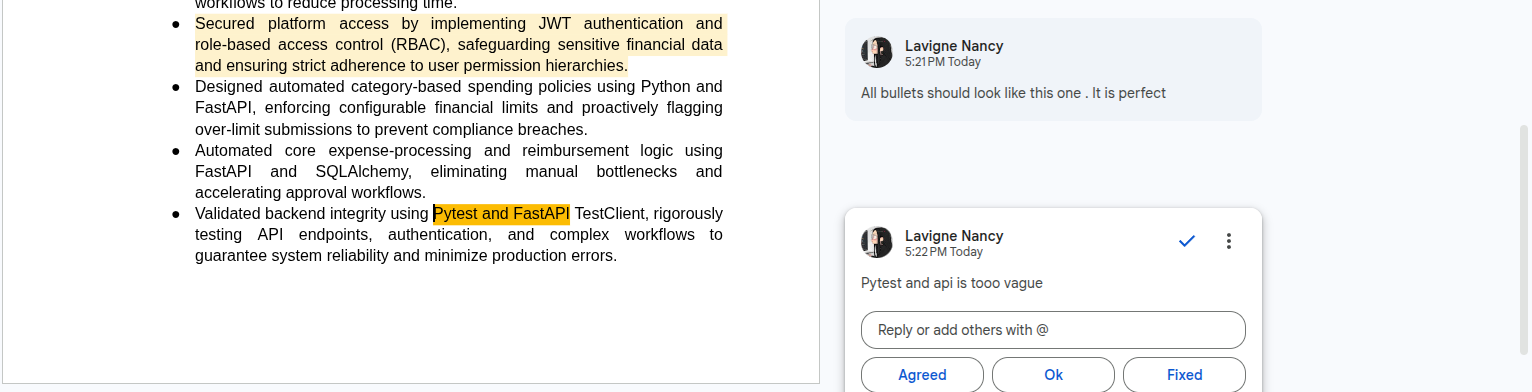 workflows to reduce processing time.
● Secured platform access by implementing JWT authentication and
role-based access control (RBAC), safeguarding sensitive financial data
and ensuring strict adherence to user permission hierarchies.
● Designed automated category-based spending policies using Python and
FastAPI, enforcing configurable financial limits and proactively flagging
over-limit submissions to prevent compliance breaches.
● Automated core expense-processing and reimbursement logic using
FastAPI and SQLAlchemy, eliminating manual bottlenecks and
accelerating approval workflows.
● Validated backend integrity using Pytest and FastAPI TestClient, rigorously
testing API endpoints, authentication, and complex workflows to
guarantee system reliability and minimize production errors.
Lavigne Nancy
5:21 PM Today
All bullets should look like this one . It is perfect
Lavigne Nancy
5:22 PM Today
Pytest and api is tooo vague
Reply or add others with @
Agreed
Ok
Fixed